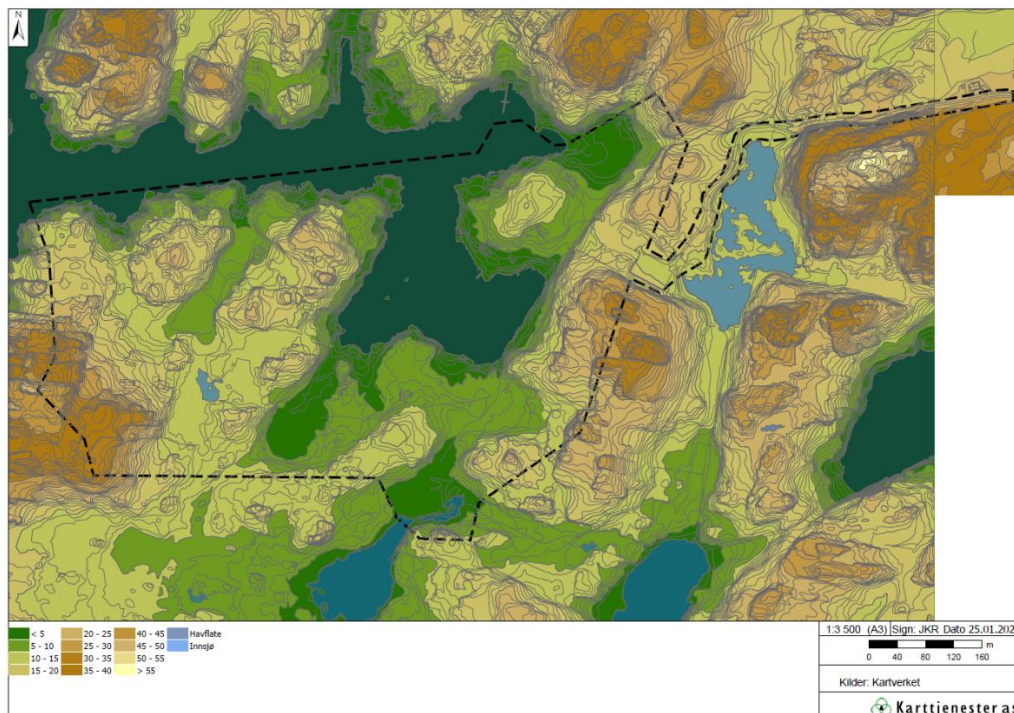 N
< 5 20 - 25 40 - 45 Havflate
5 - 10 25 - 30 45 - 50 Innsjø
10 - 15 30 - 35 50 - 55
15 - 20 35 - 40 > 55
1:3 500 (A3) Sign: JKR Dato 25.01.202
0 40 80 120 160 m
Kilder: Kartverket
Karttienester as